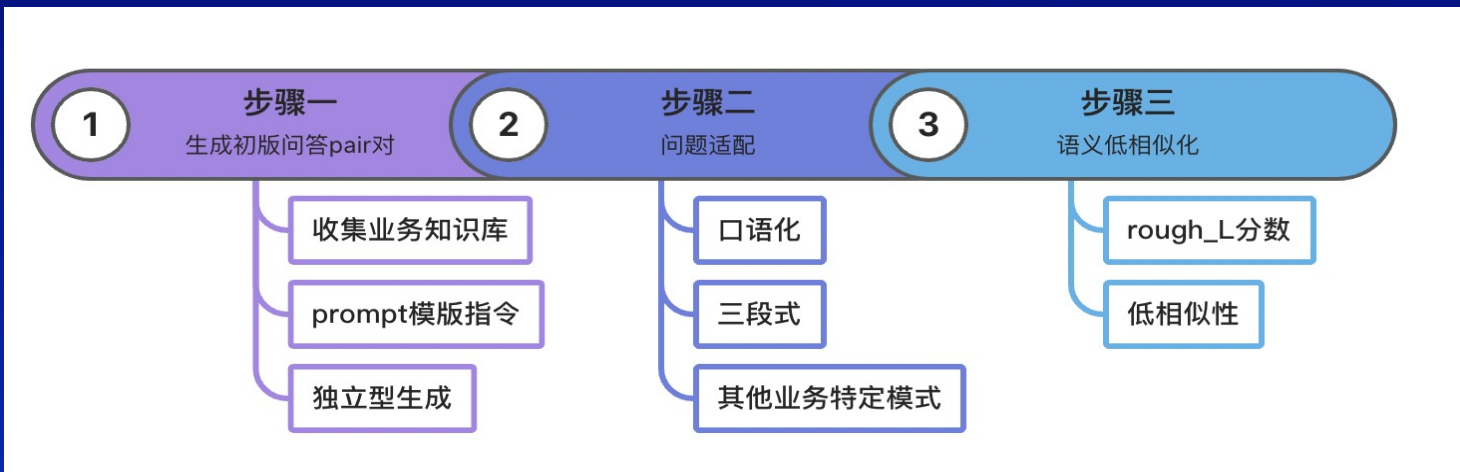 1
步骤一
生成初版问答pair对
收集业务知识库
prompt模版指令
独立型生成
2
步骤二
问题适配
口语化
三段式
其他业务特定模式
3
步骤三
语义低相似化
rough_L分数
低相似性